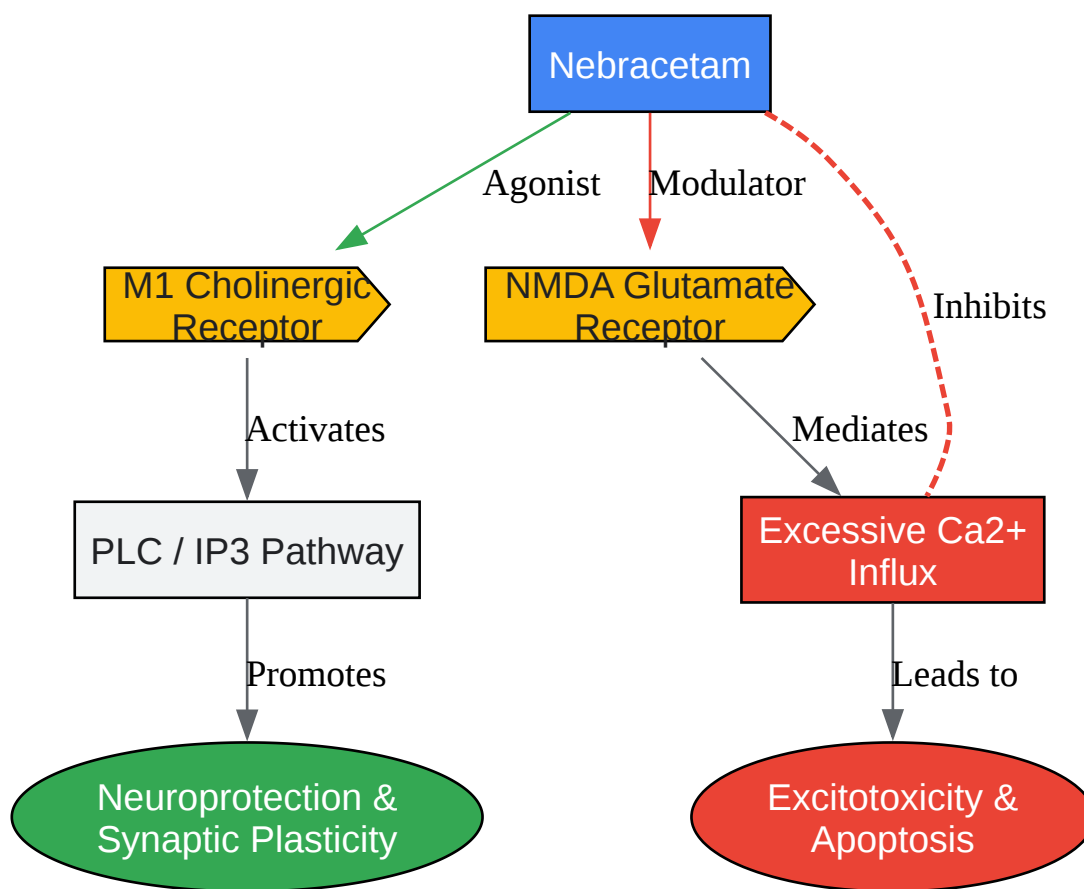 Nebracetam
Agonist
Modulator
M1 Cholinergic
Receptor
NMDA Glutamate
Receptor
Inhibits
Activates
Mediates
PLC / IP3 Pathway
Excessive Ca2+
Influx
Promotes
Leads to
Neuroprotection &
Synaptic Plasticity
Excitotoxicity &
Apoptosis